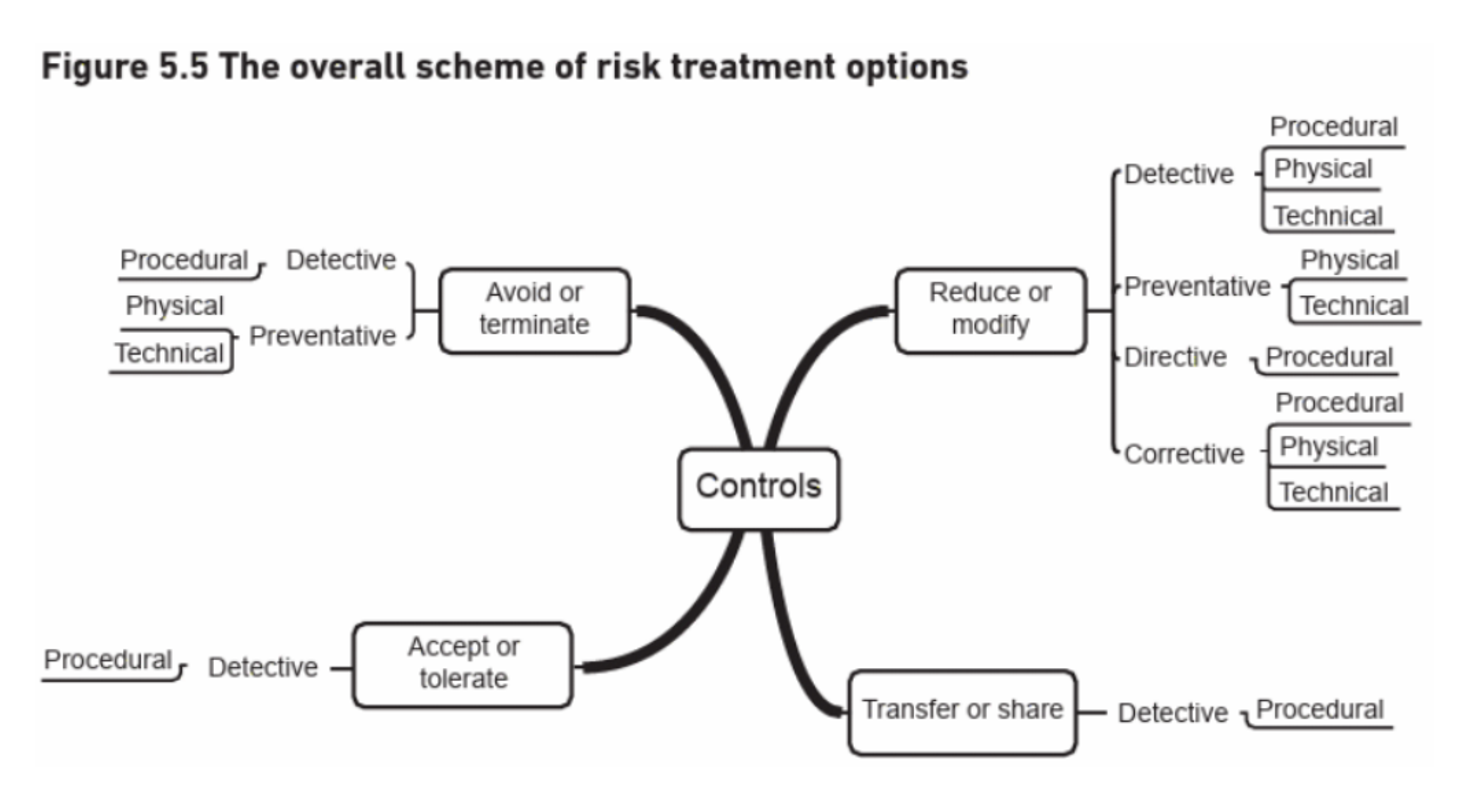 Figure 5.5 The overall scheme of risk treatment options
Procedural
Detective
Physical
Preventative
Technical
Avoid or
terminate
Reduce or
modify
Detective
Procedural
Physical
Technical
Preventative
Physical
Technical
Directive
Procedural
Corrective
Procedural
Physical
Technical
Controls
Procedural
Detective
Accept or
tolerate
Transfer or share
Detective
Procedural